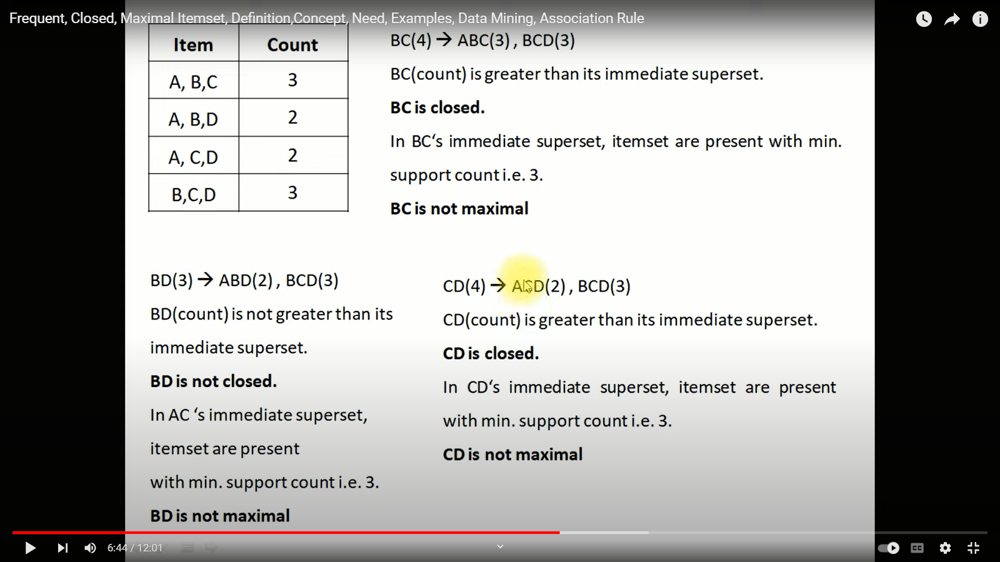 Frequent, Closed, Maximal Itemset, Definition,Concept, Need, Examples, Data Mining, Association Rule
Item Count
A, B,C 3
A, B,D 2
A, C,D 2
B,C,D 3
BC(4) → ABC(3) , BCD(3)
BC(count) is greater than its immediate superset.
BC is closed.
In BC‘s immediate superset, itemset are present with min.
support count i.e. 3.
BC is not maximal
BD(3) → ABD(2) , BCD(3)
BD(count) is not greater than its
immediate superset.
BD is not closed.
In AC ‘s immediate superset,
itemset are present
with min. support count i.e. 3.
BD is not maximal
CD(4) → ACD(2) , BCD(3)
CD(count) is greater than its immediate superset.
CD is closed.
In CD‘s immediate superset, itemset are present
with min. support count i.e. 3.
CD is not maximal
6:44 / 12:01
CC